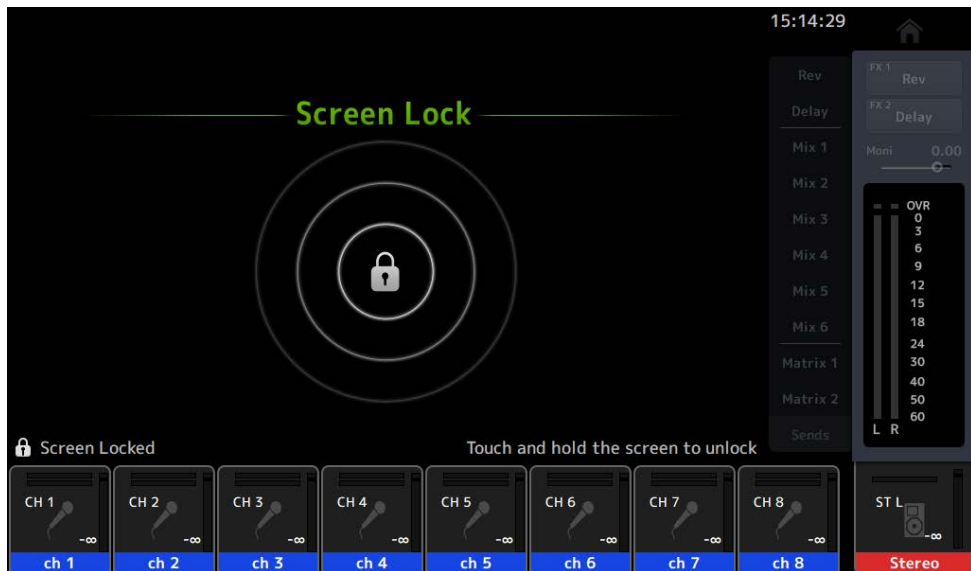 15:14:29
Screen Lock
Rev
Delay
Mix 1
Mix 2
Mix 3
Mix 4
Mix 5
Mix 6
Matrix 1
Matrix 2
Sends
FX 1
Rev
FX 2
Delay
Moni 0.00
OVR
0
3
6
9
12
15
18
24
30
40
50
60
L R
Screen Locked
Touch and hold the screen to unlock
CH 1 CH 2 CH 3 CH 4 CH 5 CH 6 CH 7 CH 8 ST L
-∞ -∞ -∞ -∞ -∞ -∞ -∞ -∞ -∞
ch 1 ch 2 ch 3 ch 4 ch 5 ch 6 ch 7 ch 8 Stereo